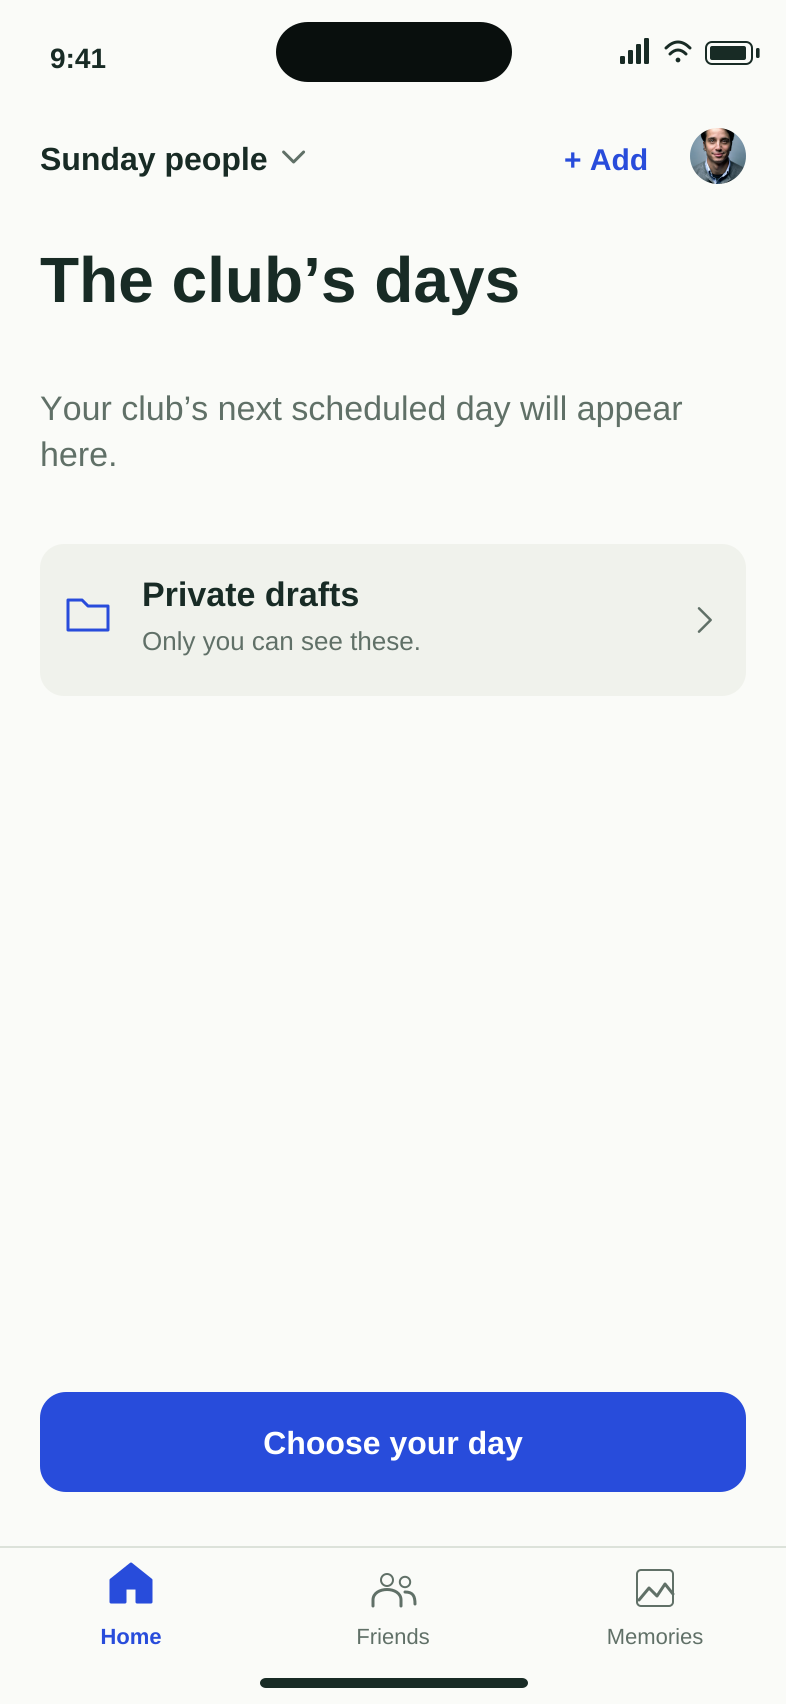 9:41
Sunday people
+ Add
The club’s days
Your club’s next scheduled day will appear
here.
Private drafts
Only you can see these.
Choose your day
Home
Friends
Memories